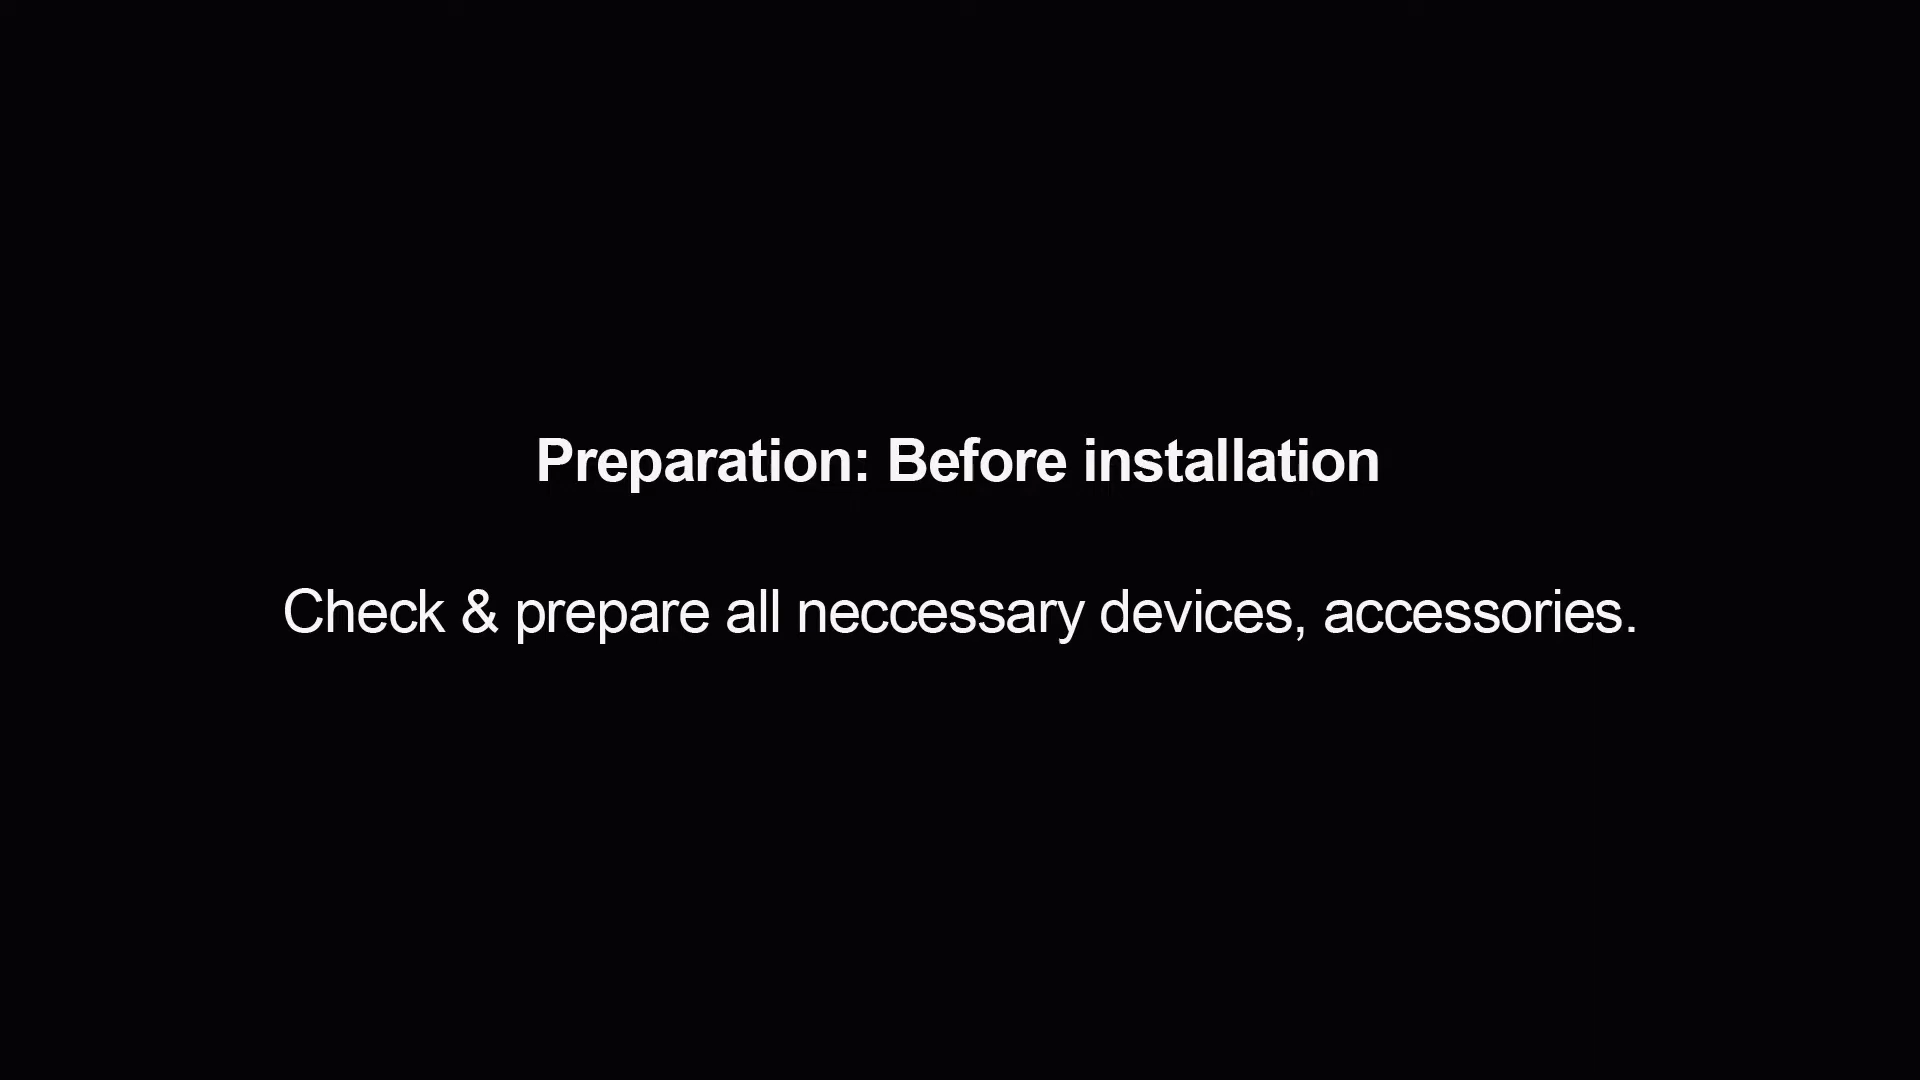 Preparation: Before installation
Check & prepare all neccessary devices, accessories.